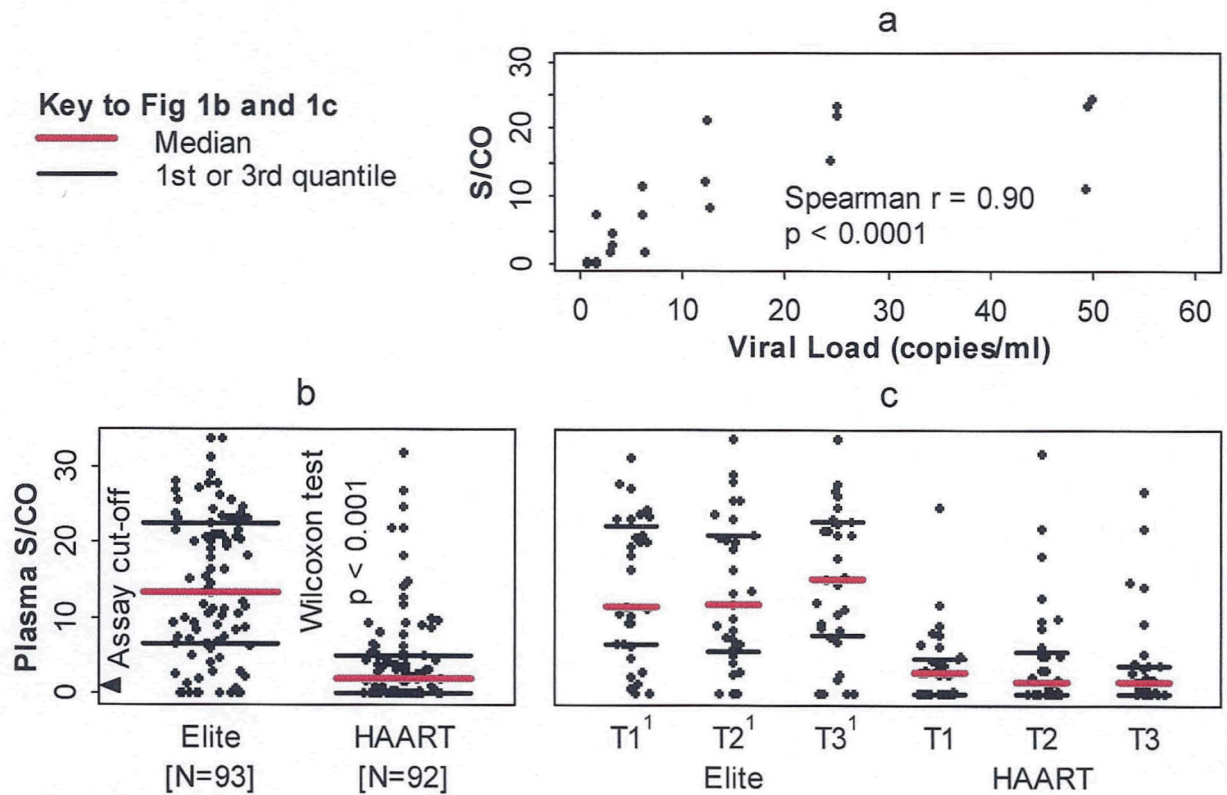 a
Key to Fig 1b and 1c
Median
1st or 3rd quantile
S/CO
30
20
10
0
Spearman r = 0.90
p < 0.0001
0 10 20 30 40 50 60
Viral Load (copies/ml)
b
Plasma S/CO
30
20
10
0
Assay cut-off
Wilcoxon test
p < 0.001
Elite HAART
[N=93] [N=92]
c
T1¹ T2¹ T3¹ T1 T2 T3
Elite HAART